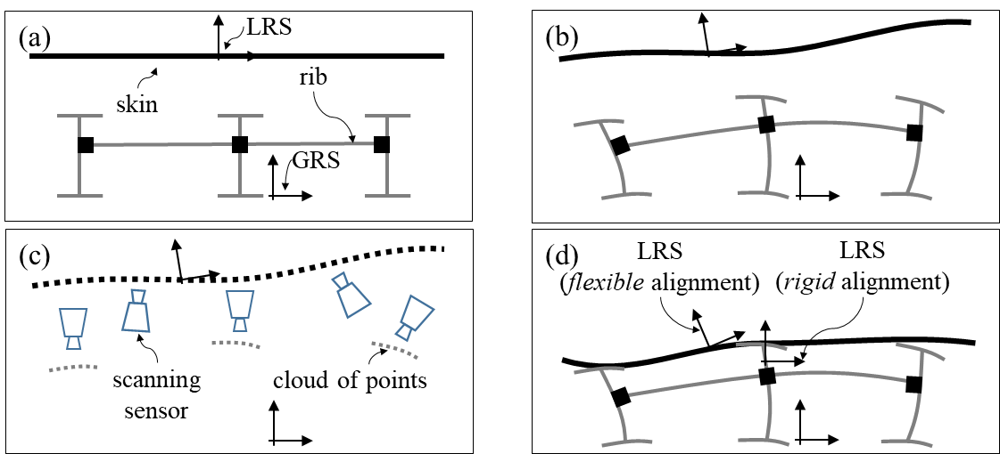 (a)
LRS
skin
rib
GRS
(b)
(c)
scanning
sensor
cloud of points
(d)
LRS
(flexible alignment)
LRS
(rigid alignment)